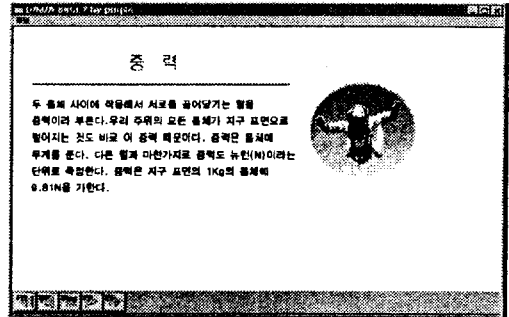 중 력
두 물체 사이에 작용해서 서로를 끌어당기는 힘을
중력이라 부른다.우리 주위의 모든 물체가 지구 표면으로
떨어지는 것도 바로 이 중력 때문이다. 중력은 물체에
무게를 준다. 다른 힘과 마찬가지로 중력도 뉴턴(N)이라는
단위로 측정한다. 중력은 지구 표면의 1Kg의 물체에
9.81N을 가한다.